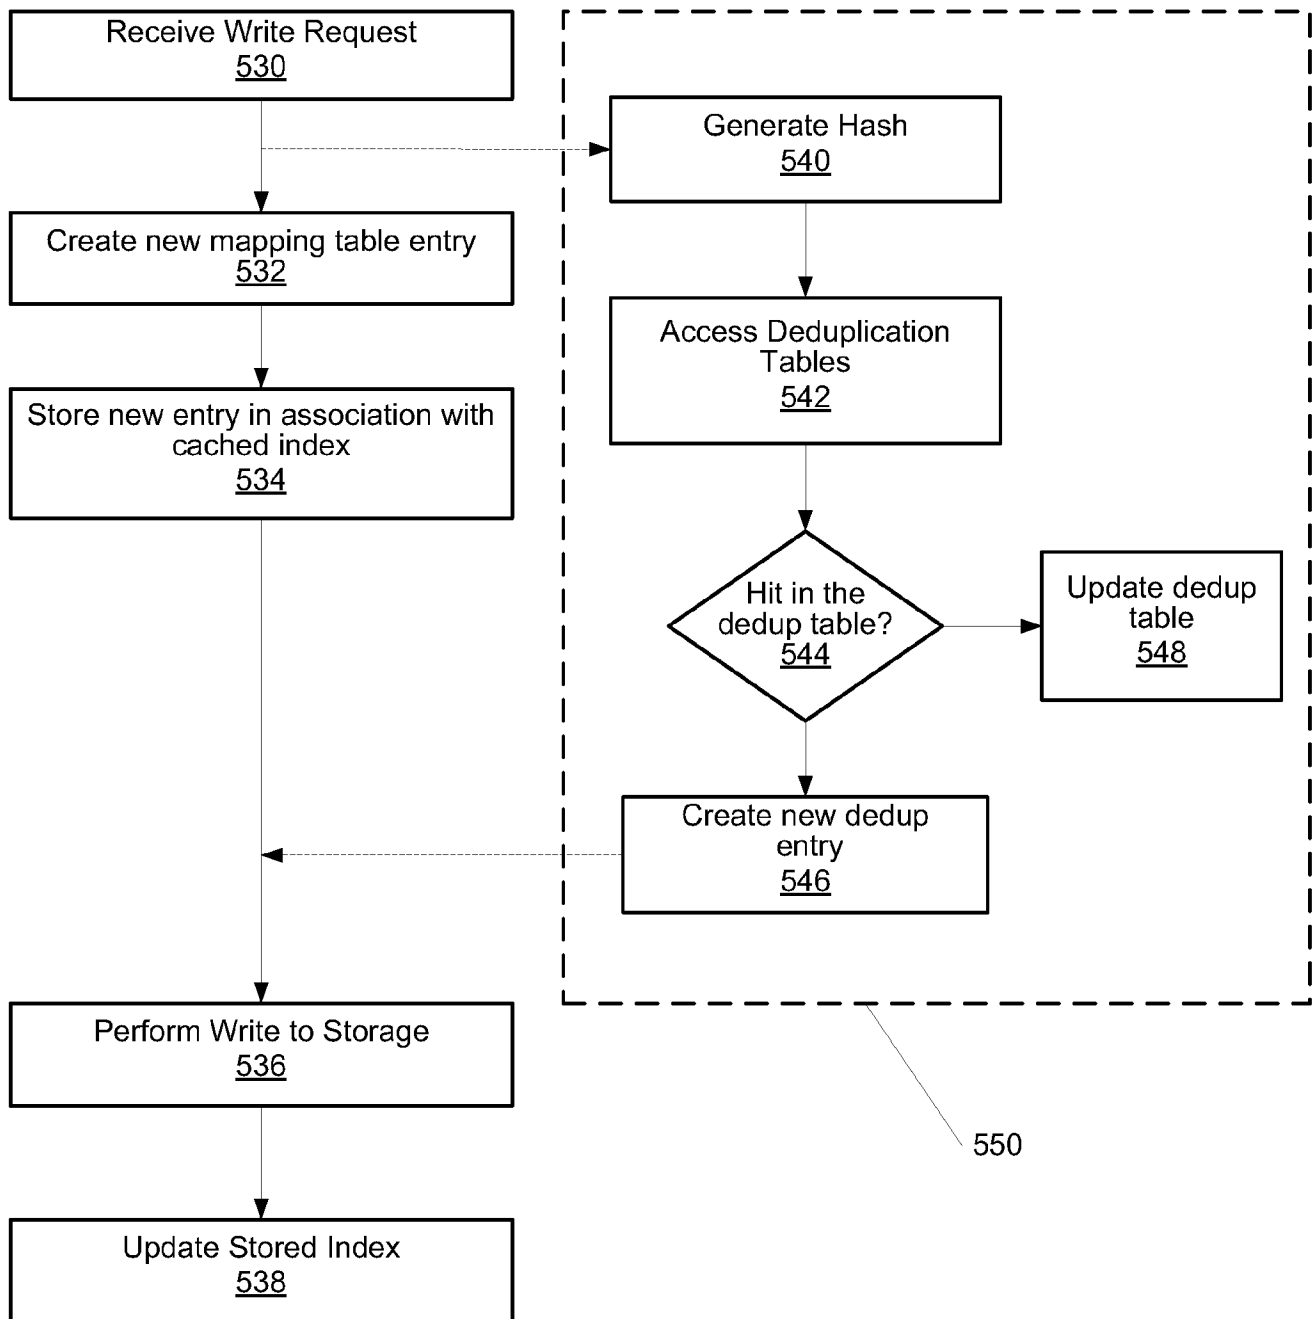 Receive Write Request
530
Generate Hash
540
Create new mapping table entry
532
Access Deduplication
Tables
542
Store new entry in association with
cached index
534
Hit in the
dedup table?
544
Update dedup
table
548
Create new dedup
entry
546
Perform Write to Storage
536
550
Update Stored Index
538